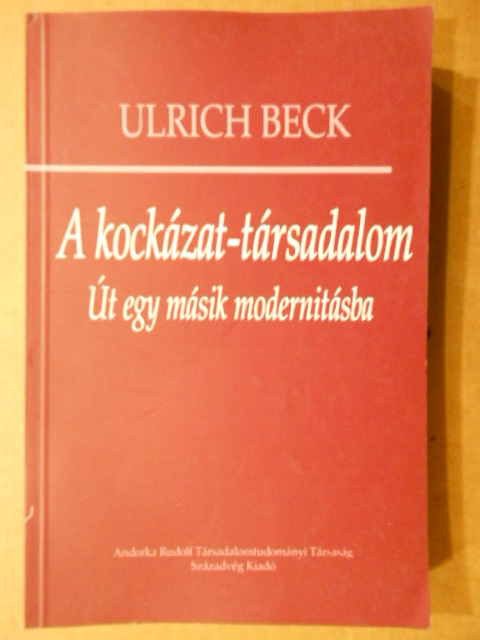 ULRICH BECK
A kockázat-társadalom
Út egy másik modernitásba
Andorka Rudolf Társadalomtudományi Társaság
Századvég Kiadó